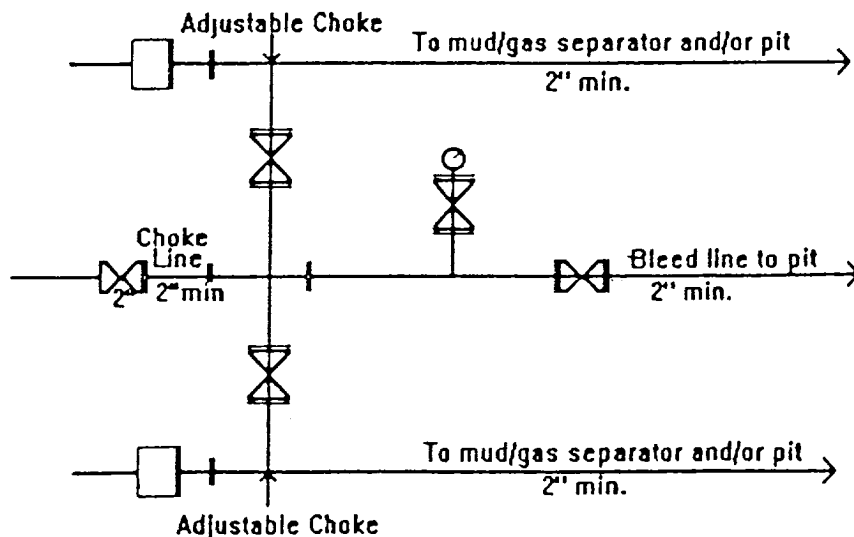 Adjustable Choke
To mud/gas separator and/or pit
2" min.
Choke
Line
2"
2" min
Bleed line to pit
2" min.
To mud/gas separator and/or pit
2" min.
Adjustable Choke